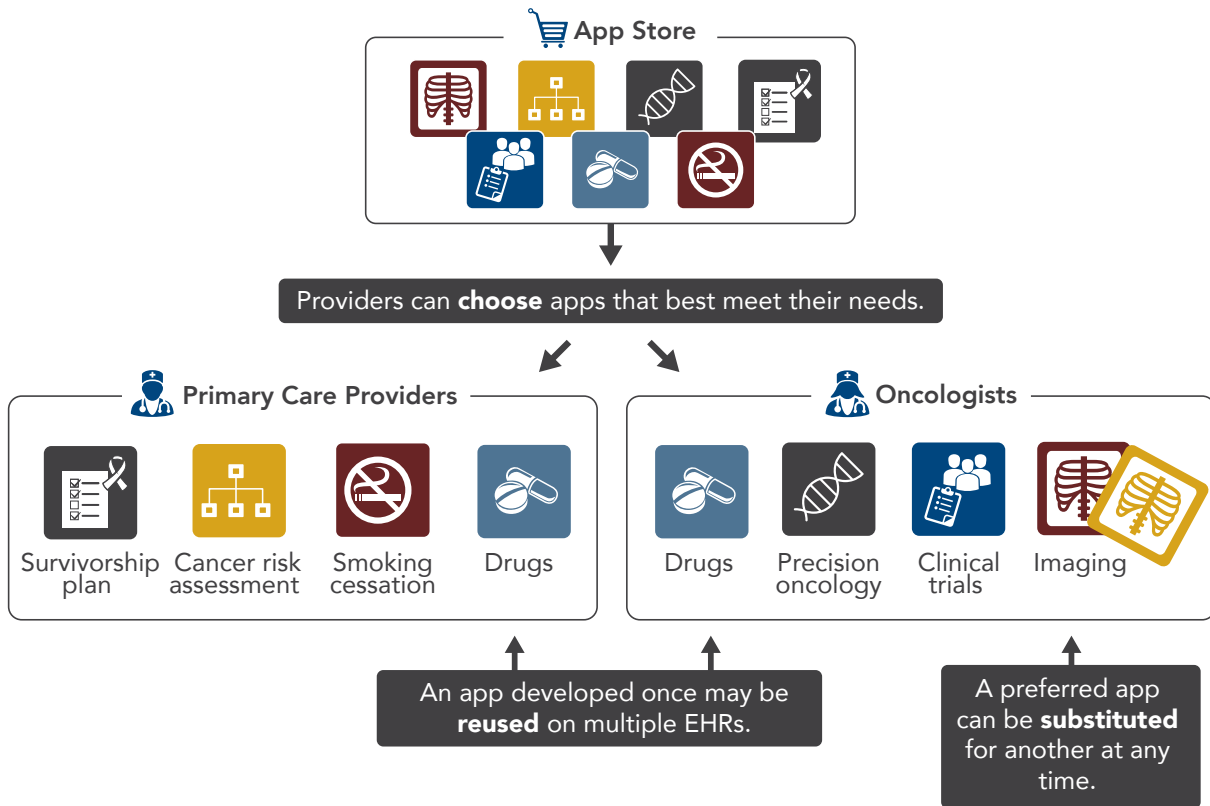 App Store
Providers can choose apps that best meet their needs.
Primary Care Providers
Survivorship
plan
Cancer risk
assessment
Smoking
cessation
Drugs
Oncologists
Drugs
Precision
oncology
Clinical
trials
Imaging
An app developed once may be
reused on multiple EHRs.
A preferred app
can be substituted
for another at any
time.